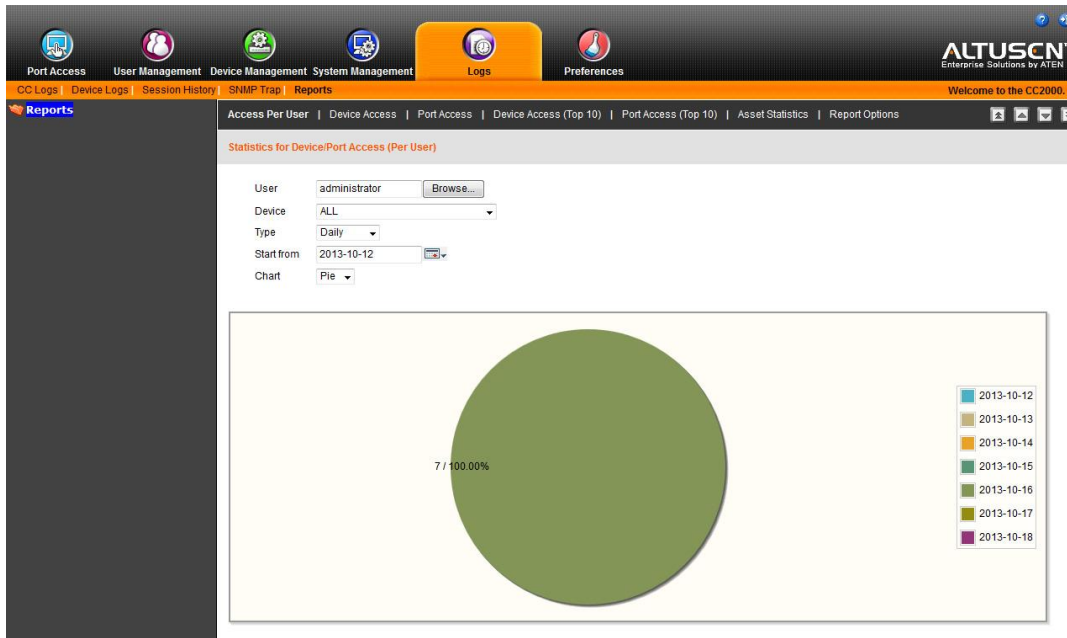 Port Access
User Management
Device Management
System Management
Logs
Preferences
ALTUSEN
Enterprise Solutions by ATEN
CC Logs | Device Logs | Session History | SNMP Trap | Reports
Welcome to the CC2000.
Reports
Access Per User | Device Access | Port Access | Device Access (Top 10) | Port Access (Top 10) | Asset Statistics | Report Options
Statistics for Device/Port Access (Per User)
User administrator Browse...
Device ALL
Type Daily
Start from 2013-10-12
Chart Pie
7 / 100.00%
2013-10-12
2013-10-13
2013-10-14
2013-10-15
2013-10-16
2013-10-17
2013-10-18